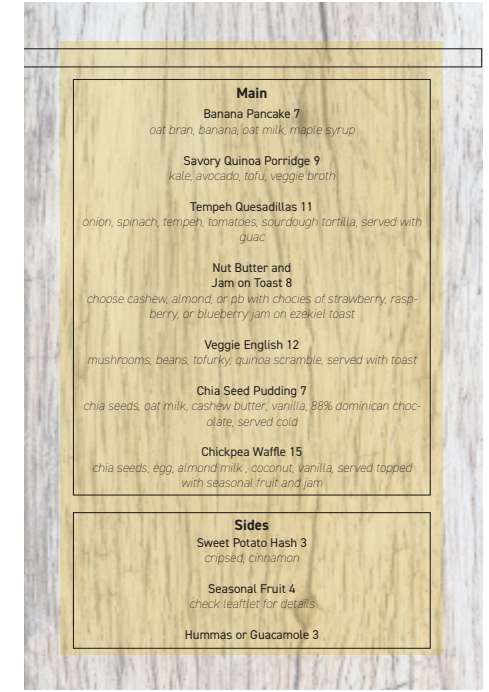 Main
Banana Pancake 7
oat bran, banana, oat milk, maple syrup
Savory Quinoa Porridge 9
kale, avocado, tofu, veggie broth
Tempeh Quesadillas 11
onion, spinach, tempeh, tomatoes, sourdough tortilla, served with
guac
Nut Butter and
Jam on Toast 8
choose cashew, almond, or pb with chocies of strawberry, rasp-
berry, or blueberry jam on ezekiel toast
Veggie English 12
mushrooms, beans, tofurky, quinoa scramble, served with toast
Chia Seed Pudding 7
chia seeds, oat milk, cashew butter, vanilla, 88% dominican choc-
olate, served cold
Chickpea Waffle 15
chia seeds, egg, almond milk , coconut, vanilla, served topped
with seasonal fruit and jam
Sides
Sweet Potato Hash 3
cripsed, cinnamon
Seasonal Fruit 4
check leaftlet for details
Hummas or Guacamole 3